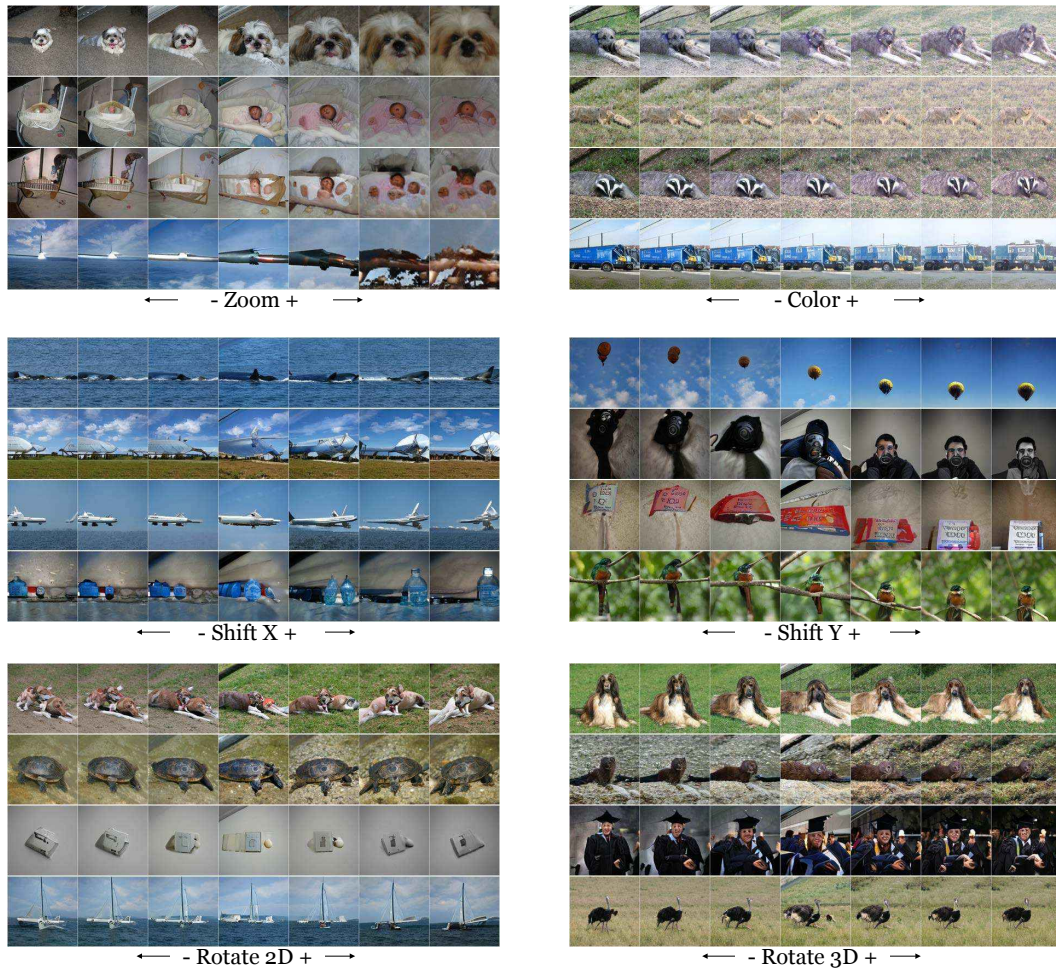 - Zoom +
- Color +
- Shift X +
- Shift Y +
- Rotate 2D +
- Rotate 3D +